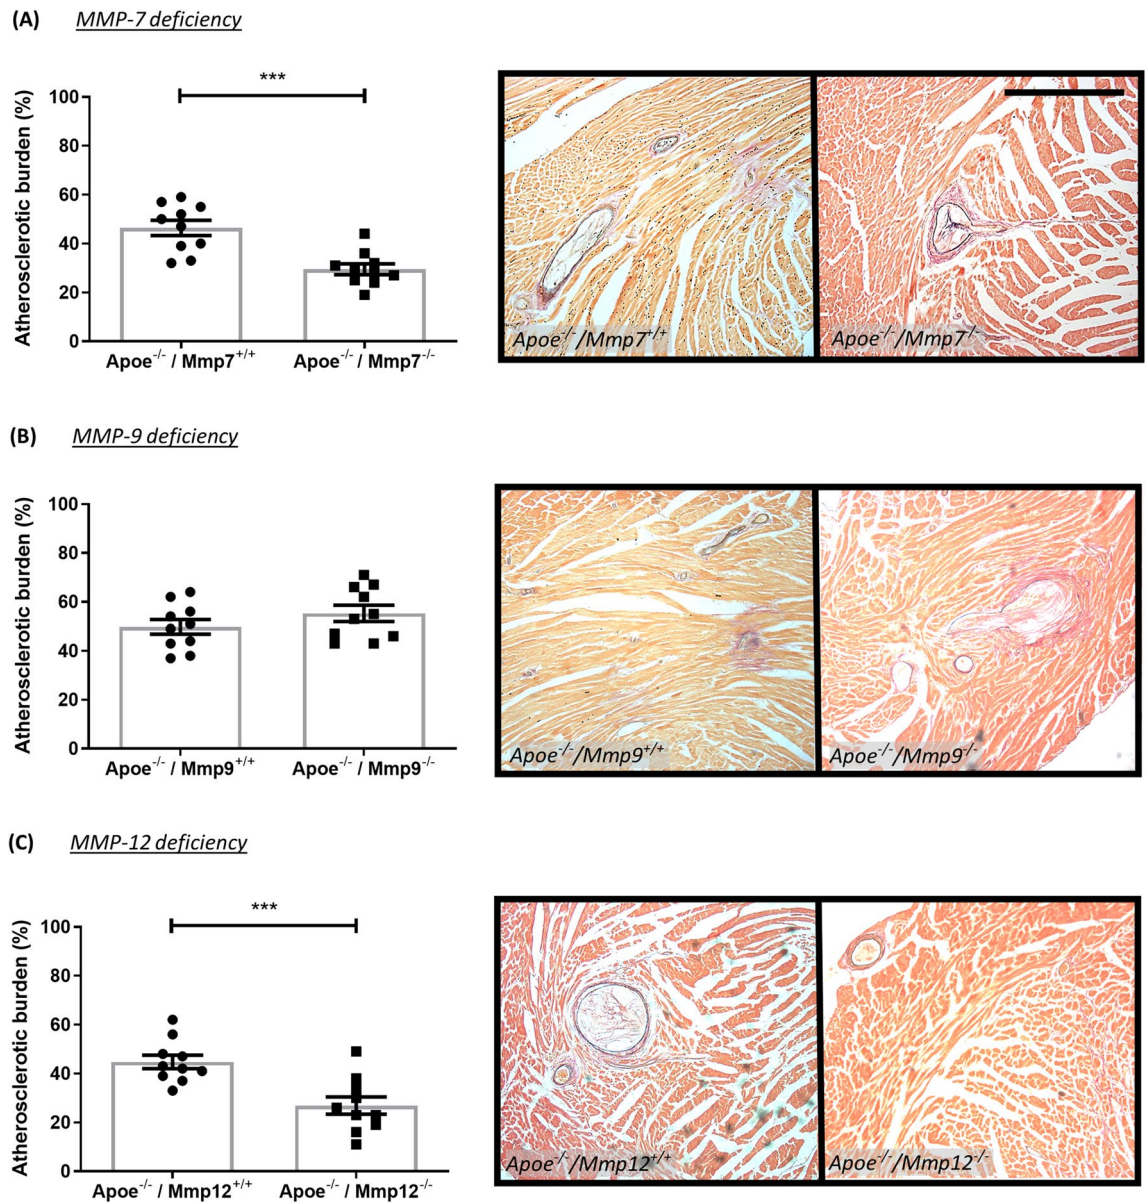 (A) MMP-7 deficiency
***
Atherosclerotic burden (%)
100
80
60
40
20
0
Apoe-/- / Mmp7+/+ Apoe-/- / Mmp7-/-
Apoe-/-/Mmp7+/+ Apoe-/-/Mmp7-/-
(B) MMP-9 deficiency
Atherosclerotic burden (%)
100
80
60
40
20
0
Apoe-/- / Mmp9+/+ Apoe-/- / Mmp9-/-
Apoe-/-/Mmp9+/+ Apoe-/-/Mmp9-/-
(C) MMP-12 deficiency
***
Atherosclerotic burden (%)
100
80
60
40
20
0
Apoe-/- / Mmp12+/+ Apoe-/- / Mmp12-/-
Apoe-/-/Mmp12+/+ Apoe-/-/Mmp12-/-